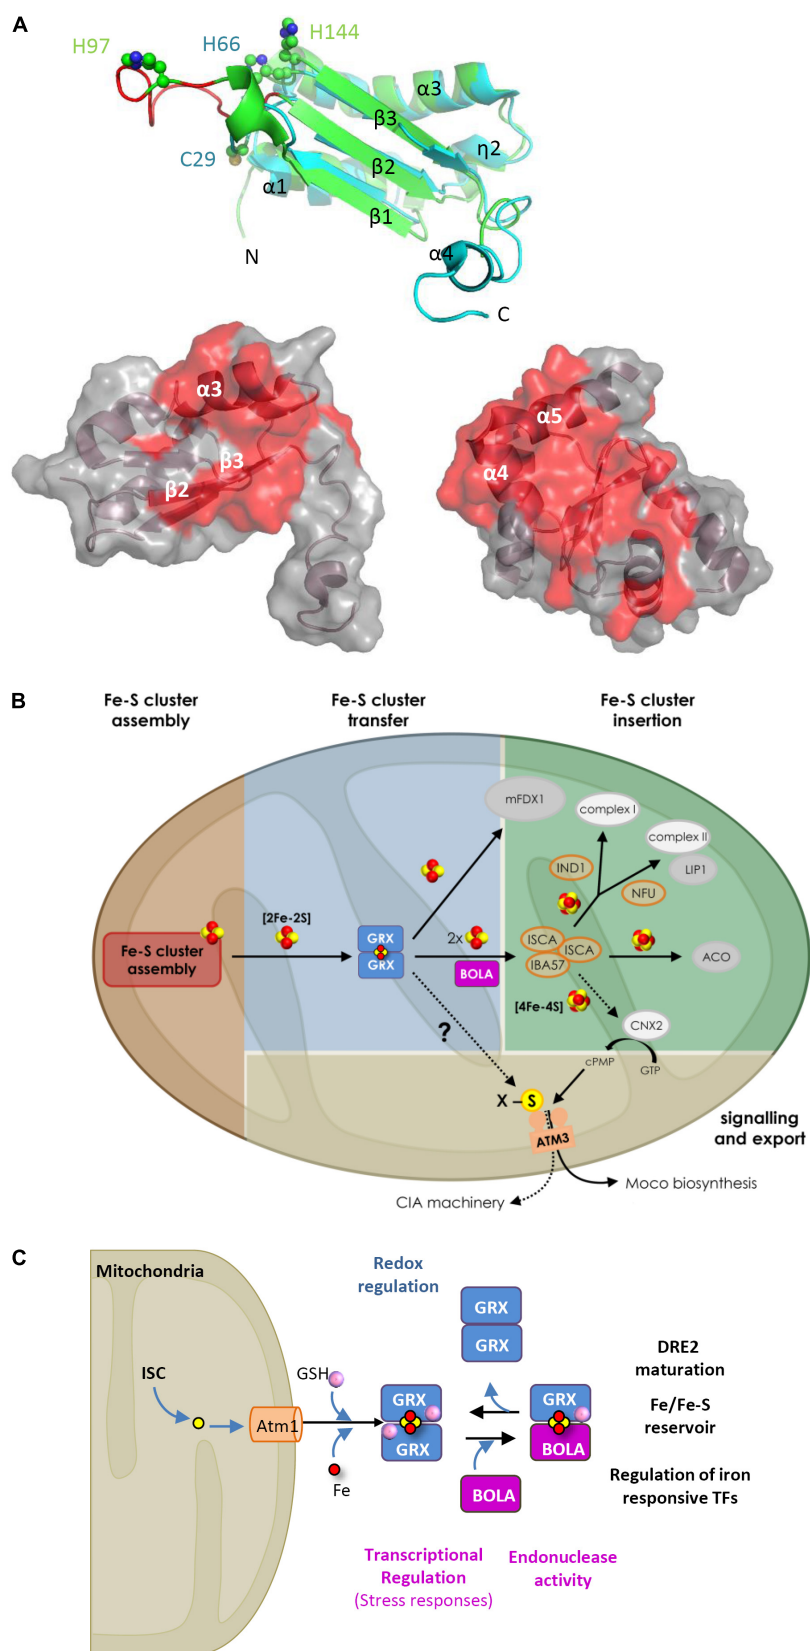 A
H97
H66
H144
α3
β3
C29
η2
β2
α1
β1
N
α4
C
α3
β3
β2
α5
α4
B
Fe-S cluster
assembly
Fe-S cluster
transfer
Fe-S cluster
insertion
mFDX1
complex I
complex II
IND1
LIP1
NFU
[2Fe-2S]
GRX
GRX
2x
BOLA
Fe-S cluster
assembly
ISCA
ISCA
IBA57
ACO
[4Fe-4S]
CNX2
?
cPMP
GTP
X
S
ATM3
signalling
and export
Moco biosynthesis
CIA machinery
C
Mitochondria
Redox
regulation
GRX
GRX
ISC
GSH
DRE2
maturation
Atm1
GRX
GRX
GRX
BOLA
Fe/Fe-S
reservoir
Fe
BOLA
Regulation of iron
responsive TFs
Transcriptional
Regulation
(Stress responses)
Endonuclease
activity